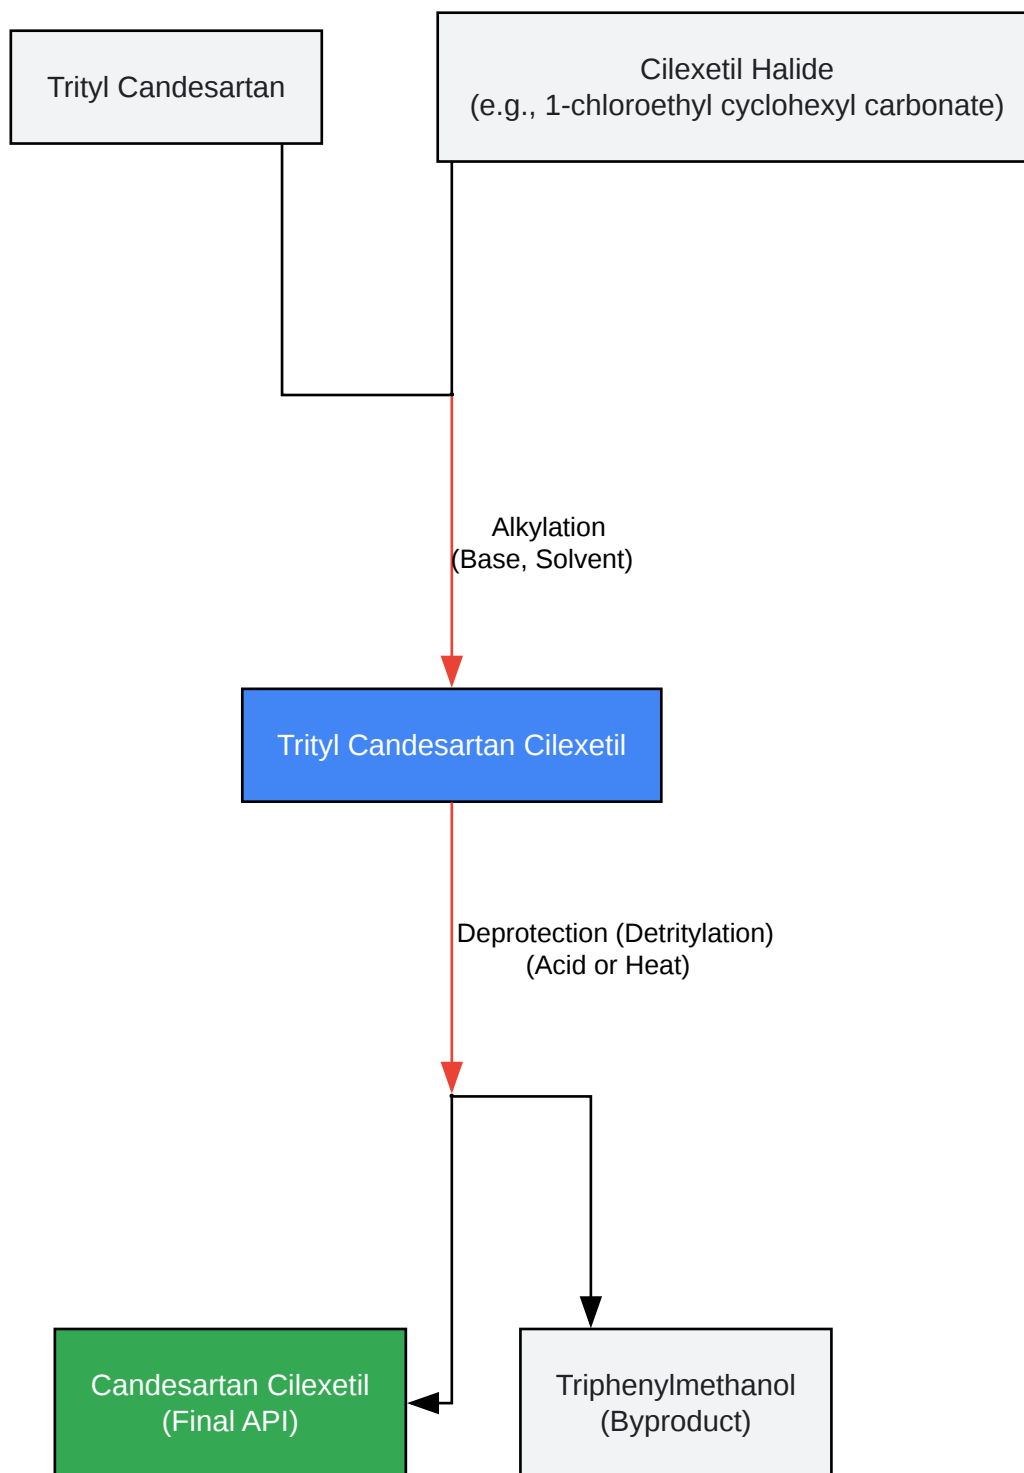 Trityl Candesartan
Cilexetil Halide
(e.g., 1-chloroethyl cyclohexyl carbonate)
Alkylation
(Base, Solvent)
Trityl Candesartan Cilexetil
Deprotection (Detritylation)
(Acid or Heat)
Candesartan Cilexetil
(Final API)
Triphenylmethanol
(Byproduct)